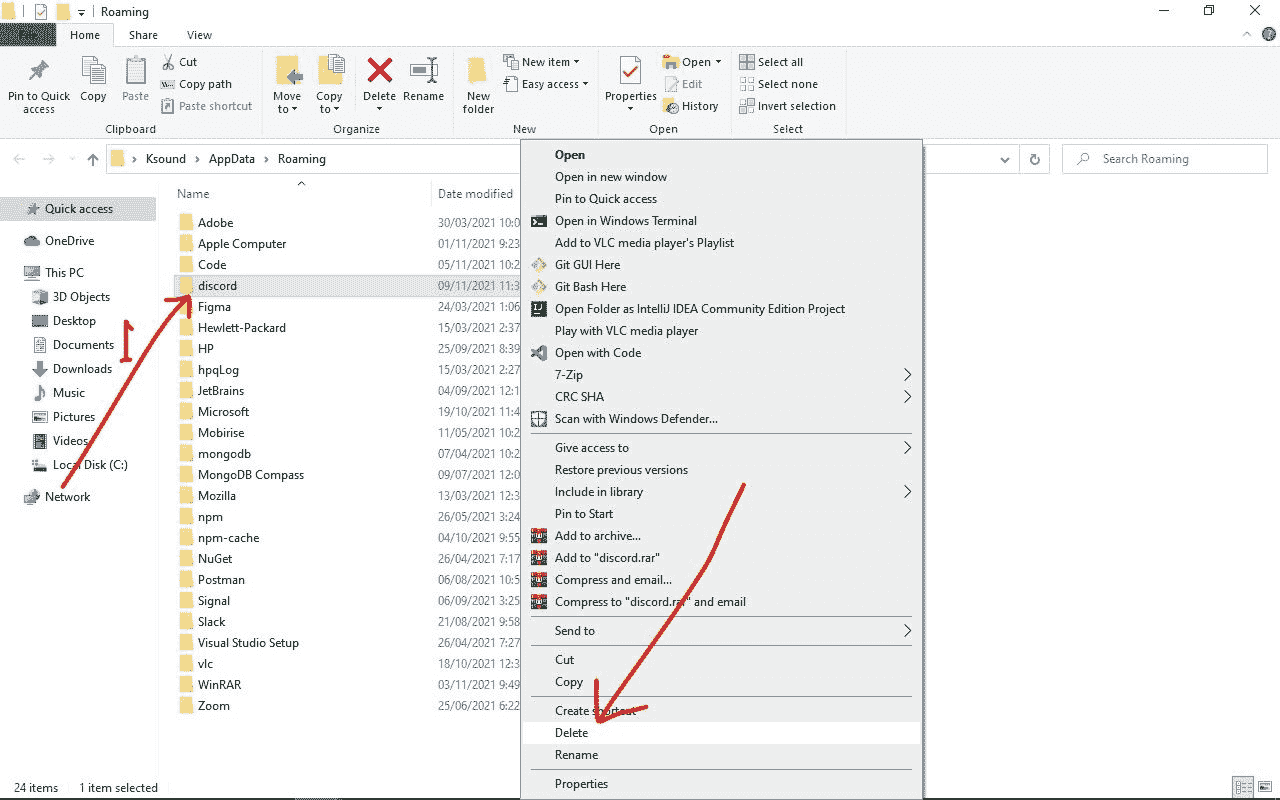 Roaming
File Home Share View
Pin to Quick access
Copy
Paste
Cut
Copy path
Paste shortcut
Clipboard
Move to
Copy to
Delete
Rename
Organize
New folder
New item
Easy access
New
Properties
Open
Edit
History
Open
Select all
Select none
Invert selection
Select
Ksound > AppData > Roaming
Search Roaming
Quick access
OneDrive
This PC
3D Objects
Desktop
Documents
Downloads
Music
Pictures
Videos
Local Disk (C:)
Network
1
Name Date modified
Adobe 30/03/2021 10:0
Apple Computer 01/11/2021 9:23
Code 05/11/2021 10:2
discord 09/11/2021 11:3
Figma 24/03/2021 1:06
Hewlett-Packard 15/03/2021 2:37
HP 25/09/2021 8:39
hpqLog 15/03/2021 2:27
JetBrains 04/09/2021 12:1
Microsoft 19/10/2021 11:4
Mobirise 11/05/2021 10:2
mongodb 07/04/2021 10:2
MongoDB Compass 09/07/2021 12:0
Mozilla 13/03/2021 12:3
npm 26/05/2021 3:24
npm-cache 04/10/2021 9:55
NuGet 26/04/2021 7:17
Postman 06/08/2021 10:5
Signal 06/09/2021 3:25
Slack 21/08/2021 9:58
Visual Studio Setup 26/04/2021 7:27
vlc 18/10/2021 12:3
WinRAR 03/11/2021 9:49
Zoom 25/06/2021 6:22
Open
Open in new window
Pin to Quick access
Open in Windows Terminal
Add to VLC media player's Playlist
Git GUI Here
Git Bash Here
Open Folder as IntelliJ IDEA Community Edition Project
Play with VLC media player
Open with Code
7-Zip
CRC SHA
Scan with Windows Defender...
Give access to
Restore previous versions
Include in library
Pin to Start
Add to archive...
Add to "discord.rar"
Compress and email...
Compress to "discord.rar" and email
Send to
Cut
Copy
Create shortcut
Delete
Rename
Properties
24 items 1 item selected